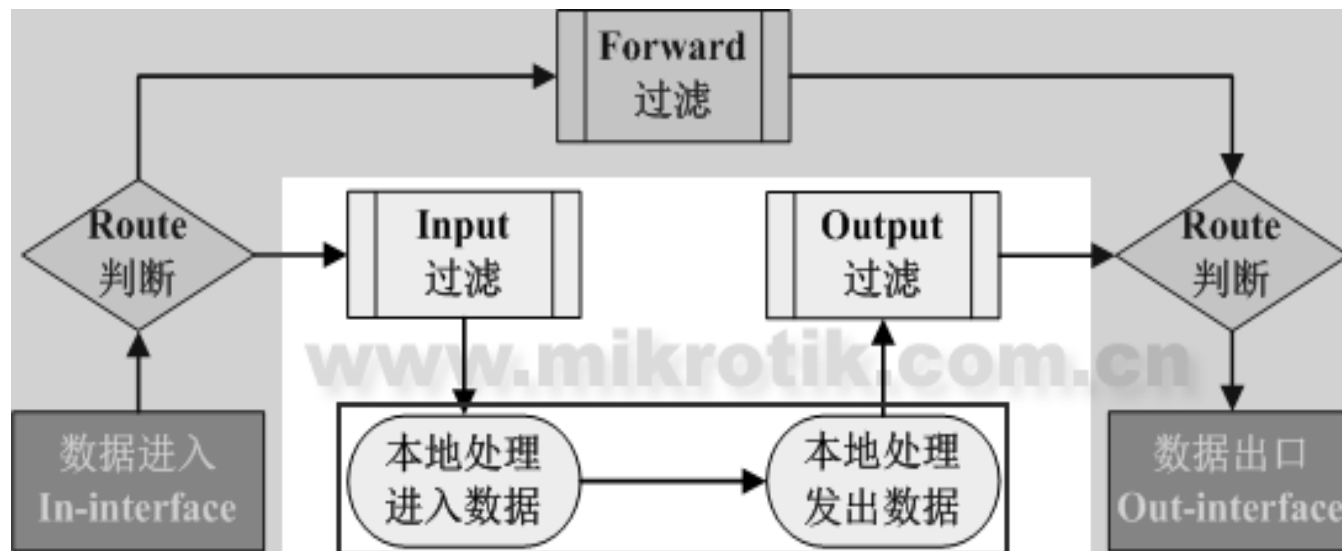 Forward
过滤
Route
判断
Input
过滤
Output
过滤
Route
判断
www.mikrotik.com.cn
数据进入
In-interface
本地处理
进入数据
本地处理
发出数据
数据出口
Out-interface